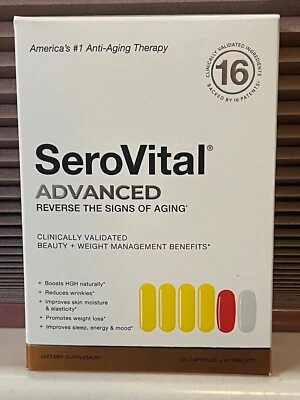 America's #1 Anti-Aging Therapy
CLINICALLY VALIDATED INGREDIENTS
16
BACKED BY 16 PATENTS†
SeroVital®
ADVANCED
REVERSE THE SIGNS OF AGING*
CLINICALLY VALIDATED
BEAUTY + WEIGHT MANAGEMENT BENEFITS*
+ Boosts HGH naturally*
+ Reduces wrinkles*
+ Improves skin moisture
& elasticity*
+ Promotes weight loss*
+ Improves sleep, energy & mood*
DIETARY SUPPLEMENT
CAPSULES + TABLETS